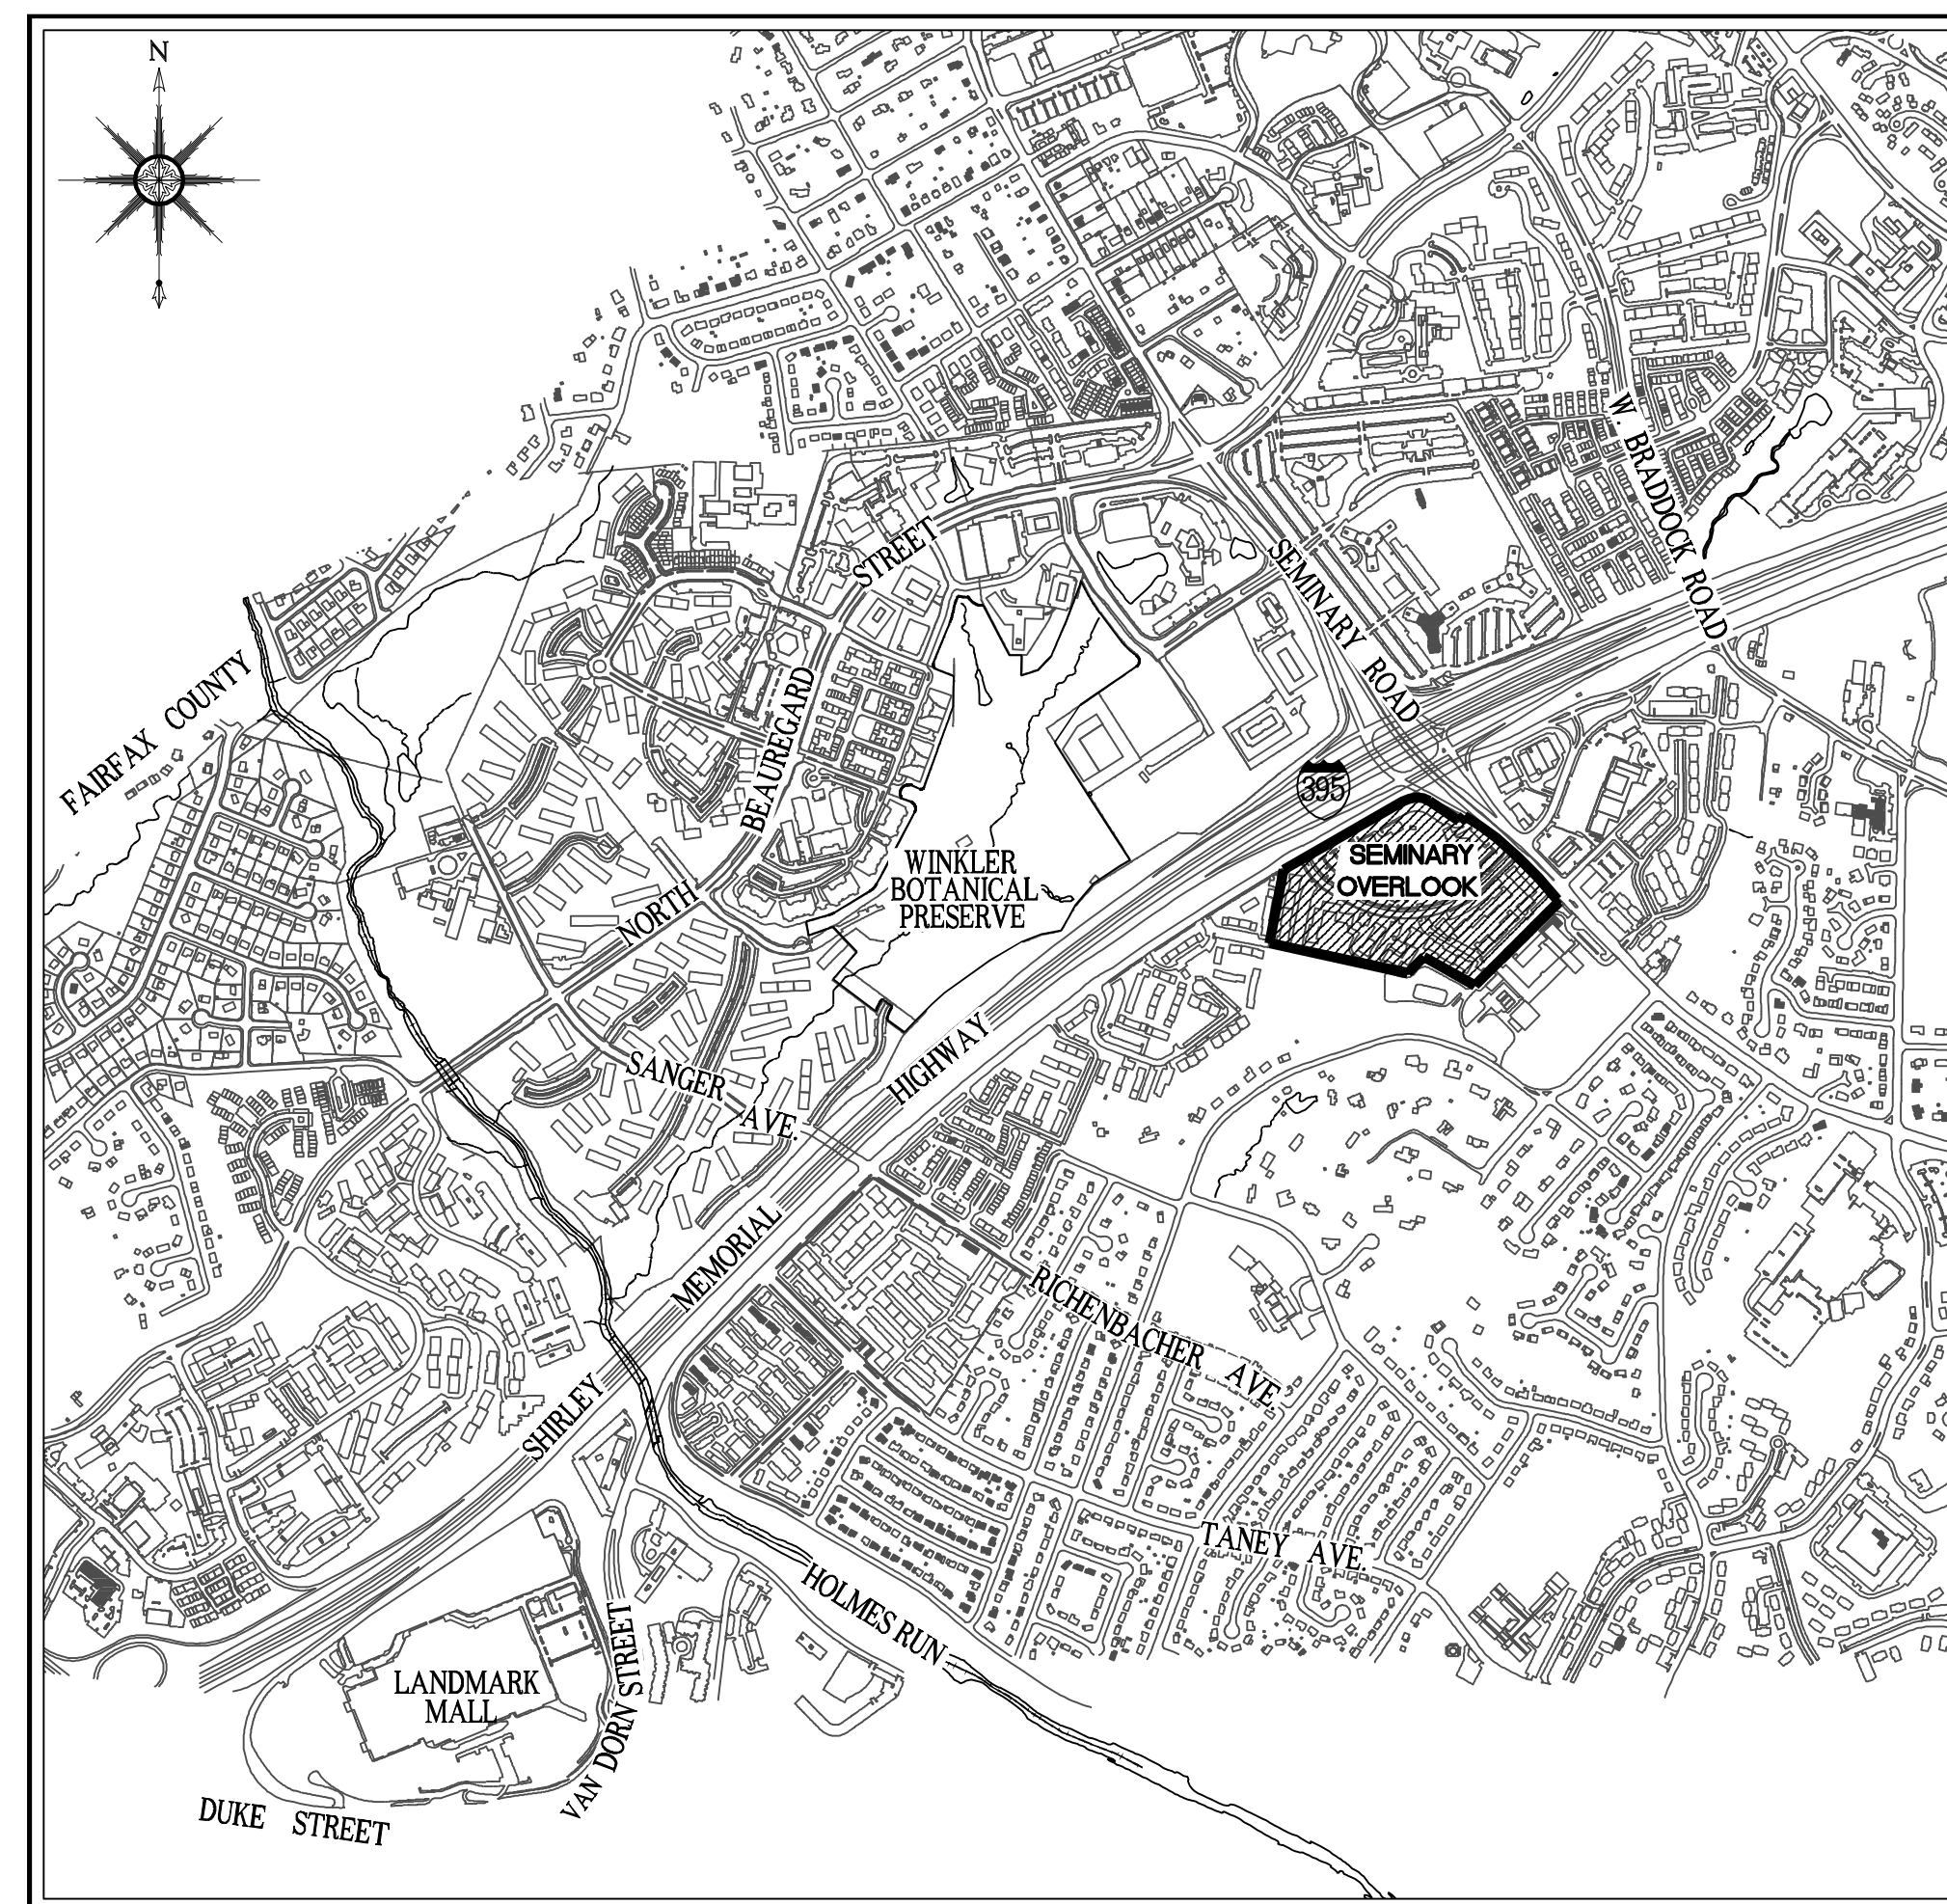 N
W. BRADDOCK ROAD
STREET
SEMINARY ROAD
FAIRFAX COUNTY
BEAUREGARD
395
SEMINARY
OVERLOOK
WINKLER
BOTANICAL
PRESERVE
NORTH
HIGHWAY
SANGER AVE.
MEMORIAL
RICHENBACHER AVE.
SHIRLEY
TANEY AVE.
HOLMES RUN
VAN DORN STREET
LANDMARK
MALL
DUKE STREET